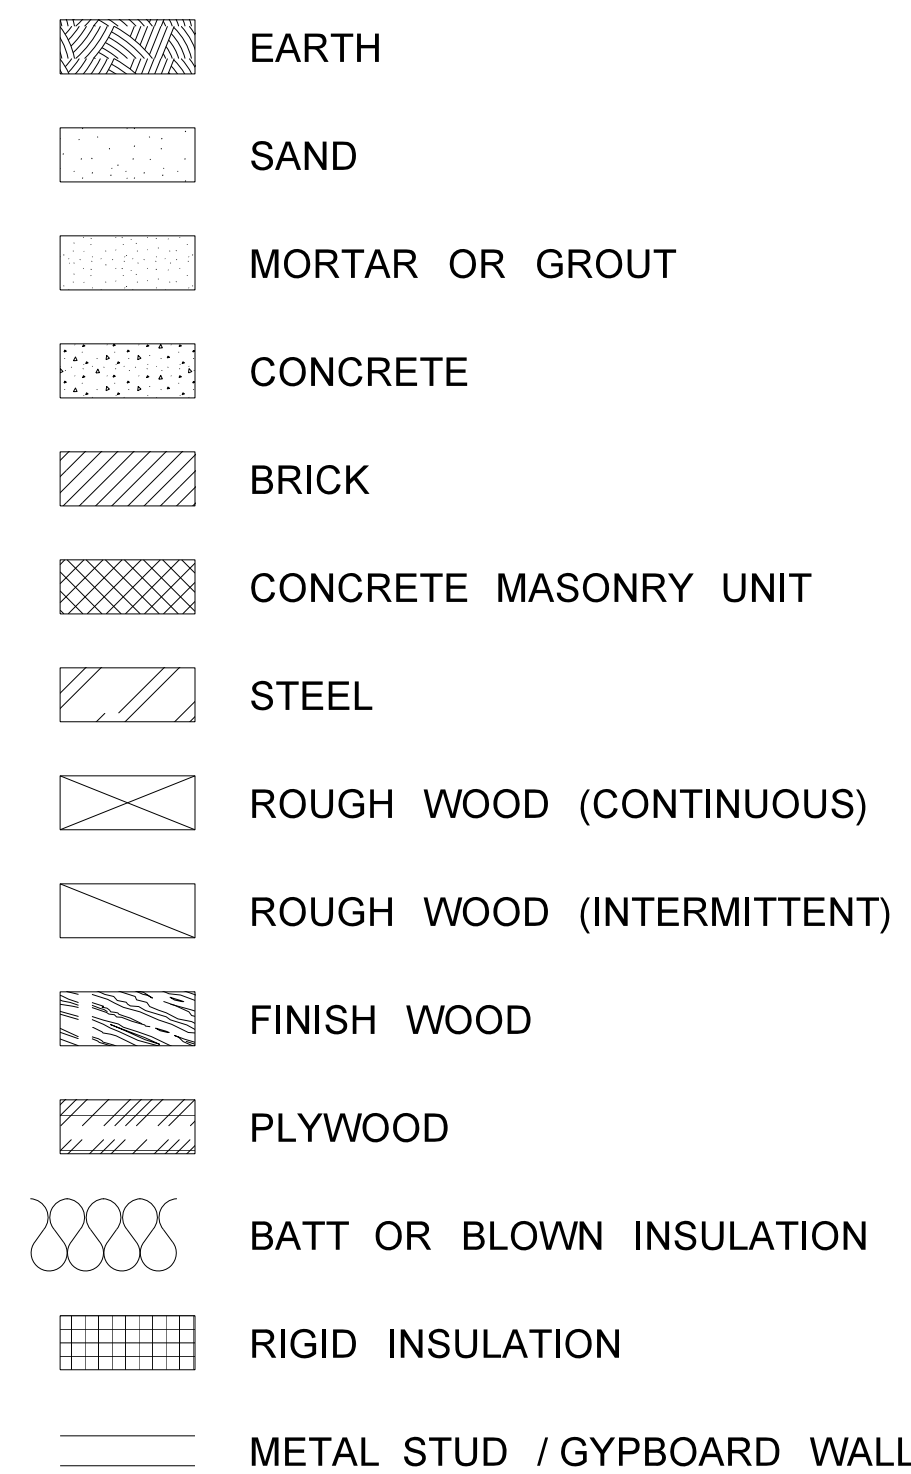 EARTH
SAND
MORTAR OR GROUT
CONCRETE
BRICK
CONCRETE MASONRY UNIT
STEEL
ROUGH WOOD (CONTINUOUS)
ROUGH WOOD (INTERMITTENT)
FINISH WOOD
PLYWOOD
BATT OR BLOWN INSULATION
RIGID INSULATION
METAL STUD / GYPBOARD WALL